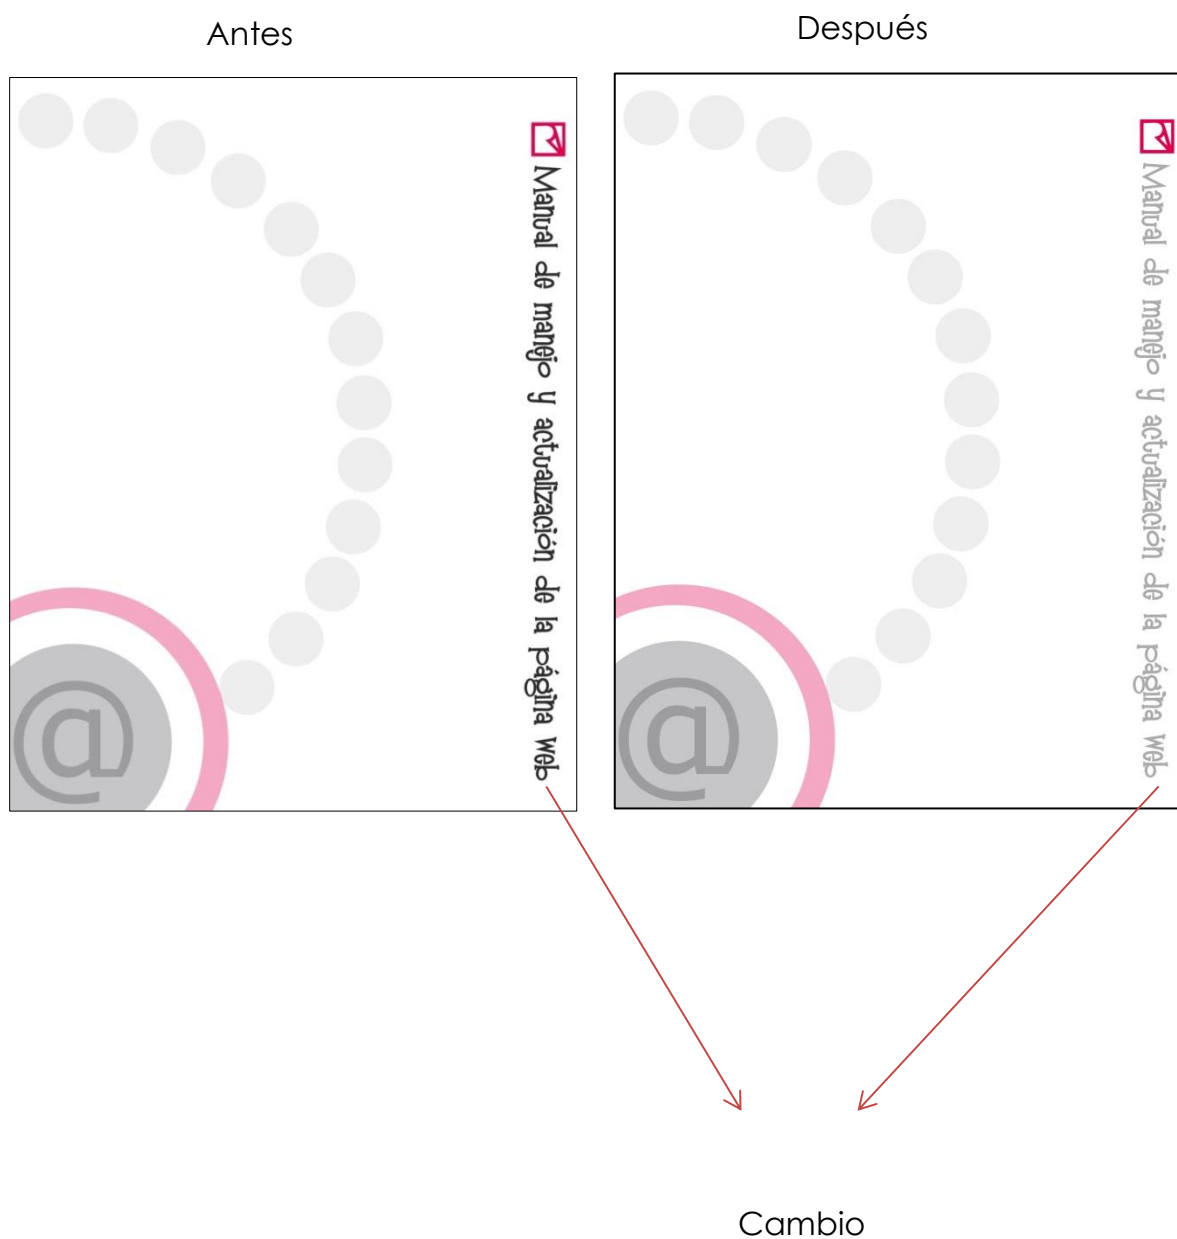 Antes
Después
Manual de manejo y actualización de la página web
@
Manual de manejo y actualización de la página web
@
Cambio